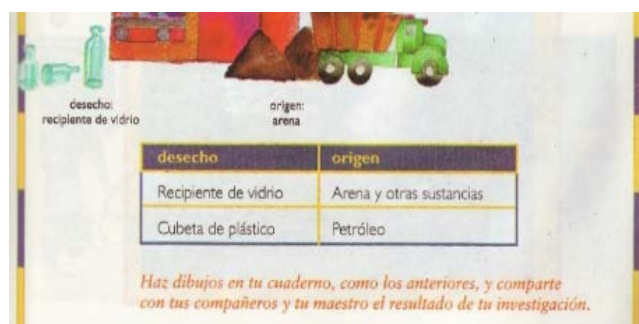 desecho:
recipiente de vidrio
origen:
arena
desecho origen
Recipiente de vidrio Arena y otras sustancias
Cubeta de plástico Petróleo
Haz dibujos en tu cuaderno, como los anteriores, y comparte
con tus compañeros y tu maestro el resultado de tu investigación.